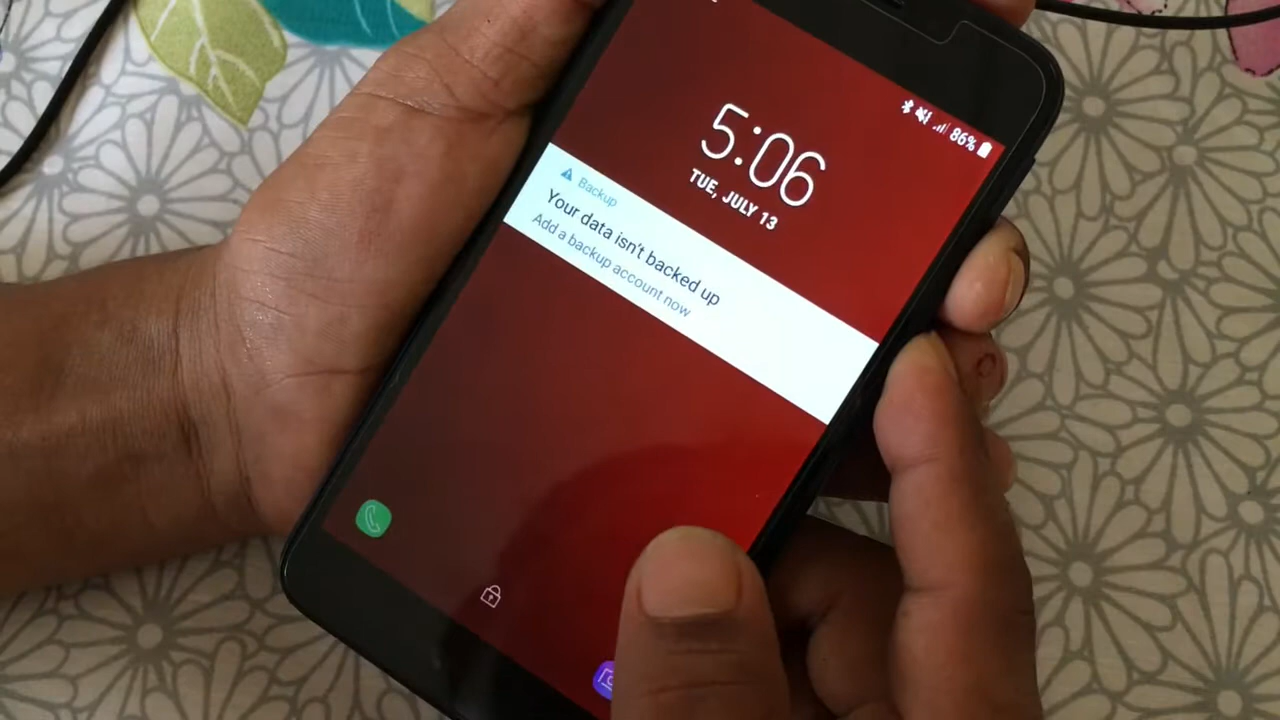 86%
5:06
TUE, JULY 13
Backup
Your data isn't backed up
Add a backup account now